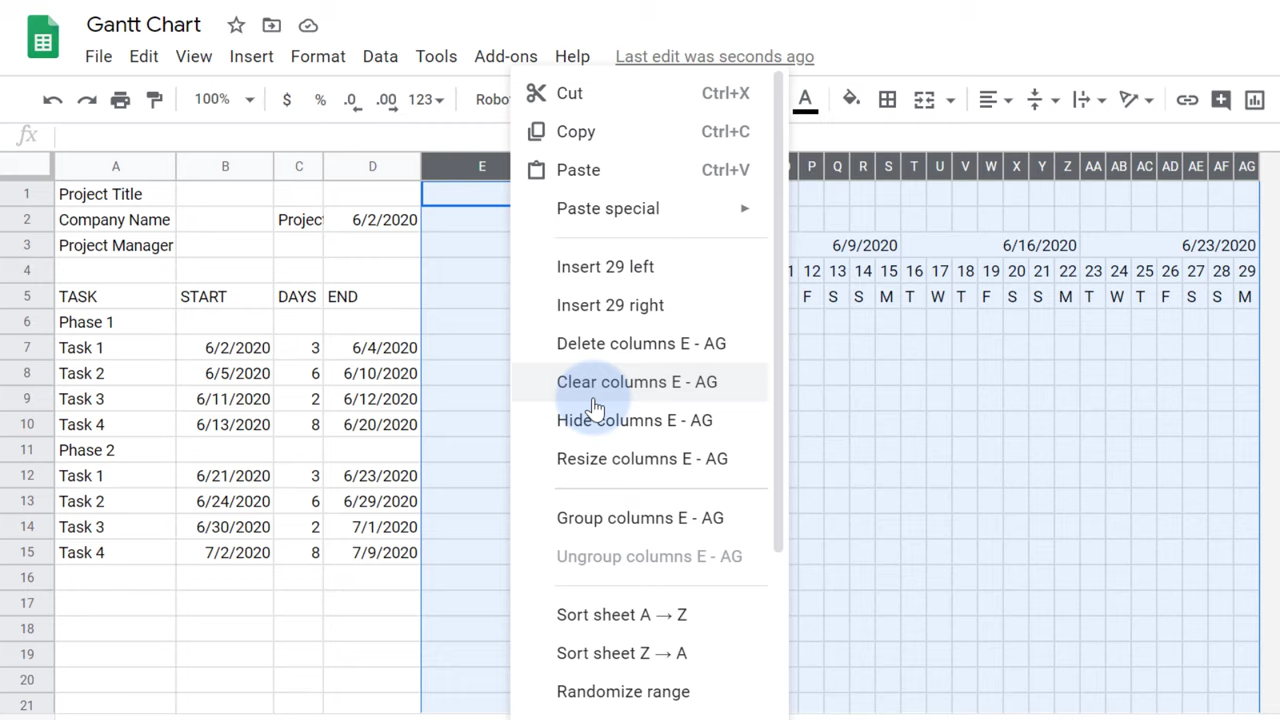 Gantt Chart
File Edit View Insert Format Data Tools Add-ons Help Last edit was seconds ago
100% $ % .0 .00 123 Robo A
fx
A B C D E P Q R S T U V W X Y Z AA AB AC AD AE AF AG
1 Project Title
2 Company Name Projec 6/2/2020
3 Project Manager 6/9/2020 6/16/2020 6/23/2020
4 1 12 13 14 15 16 17 18 19 20 21 22 23 24 25 26 27 28 29
5 TASK START DAYS END F S S M T W T F S S M T W T F S S M
6 Phase 1
7 Task 1 6/2/2020 3 6/4/2020
8 Task 2 6/5/2020 6 6/10/2020
9 Task 3 6/11/2020 2 6/12/2020
10 Task 4 6/13/2020 8 6/20/2020
11 Phase 2
12 Task 1 6/21/2020 3 6/23/2020
13 Task 2 6/24/2020 6 6/29/2020
14 Task 3 6/30/2020 2 7/1/2020
15 Task 4 7/2/2020 8 7/9/2020
16
17
18
19
20
21
Cut Ctrl+X
Copy Ctrl+C
Paste Ctrl+V
Paste special
Insert 29 left
Insert 29 right
Delete columns E - AG
Clear columns E - AG
Hide columns E - AG
Resize columns E - AG
Group columns E - AG
Ungroup columns E - AG
Sort sheet A → Z
Sort sheet Z → A
Randomize range